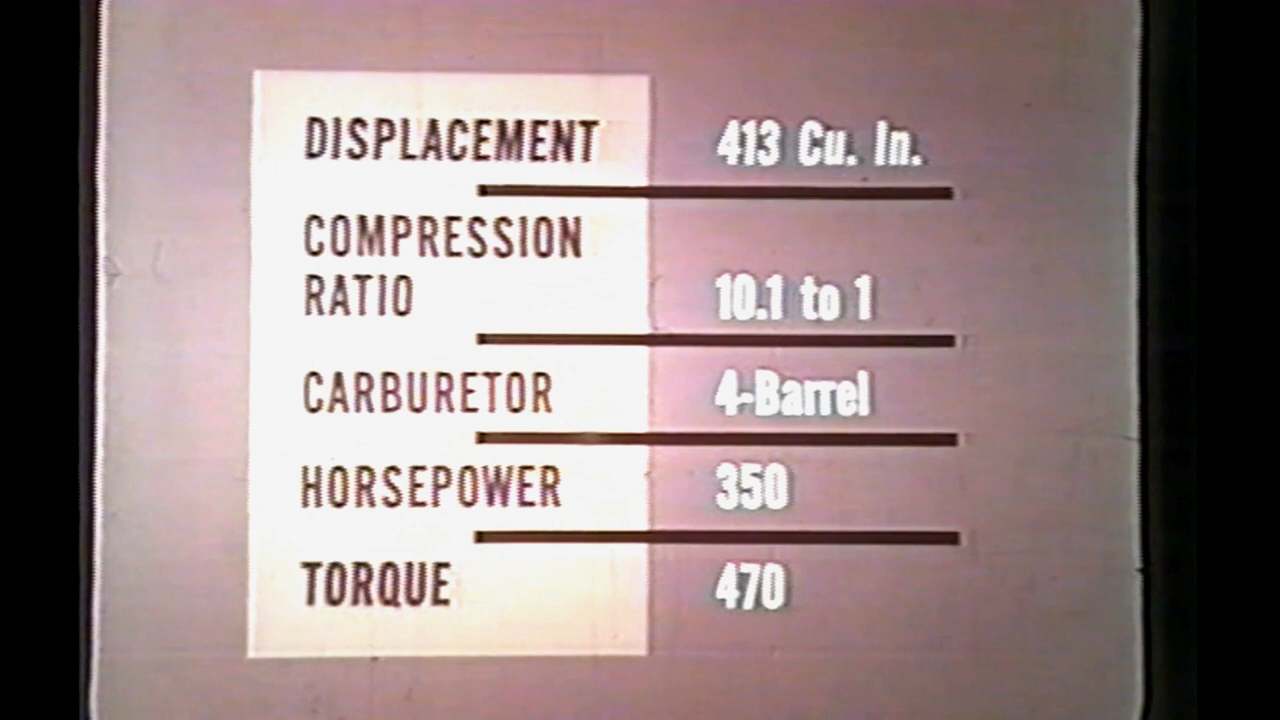 DISPLACEMENT 413 Cu. In.
COMPRESSION
RATIO 10.1 to 1
CARBURETOR 4-Barrel
HORSEPOWER 350
TORQUE 470